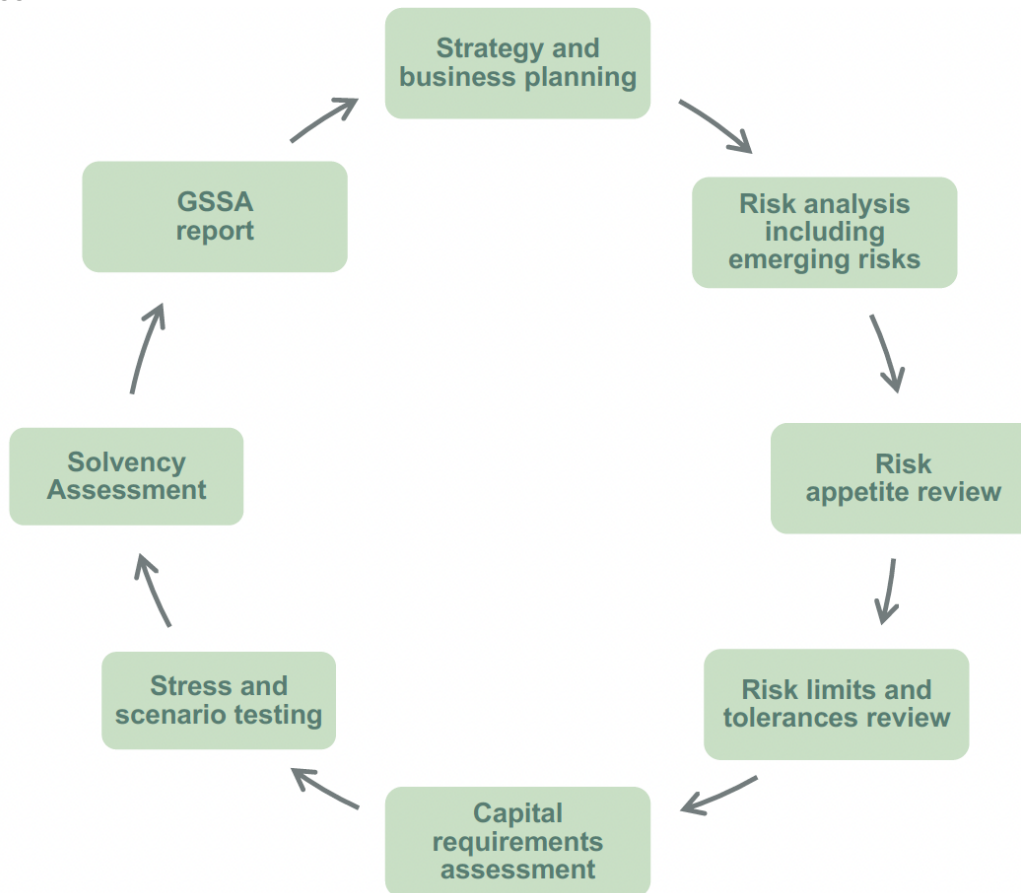 Strategy and
business planning
Risk analysis
including
emerging risks
Risk
appetite review
Risk limits and
tolerances review
Capital
requirements
assessment
Stress and
scenario testing
Solvency
Assessment
GSSA
report